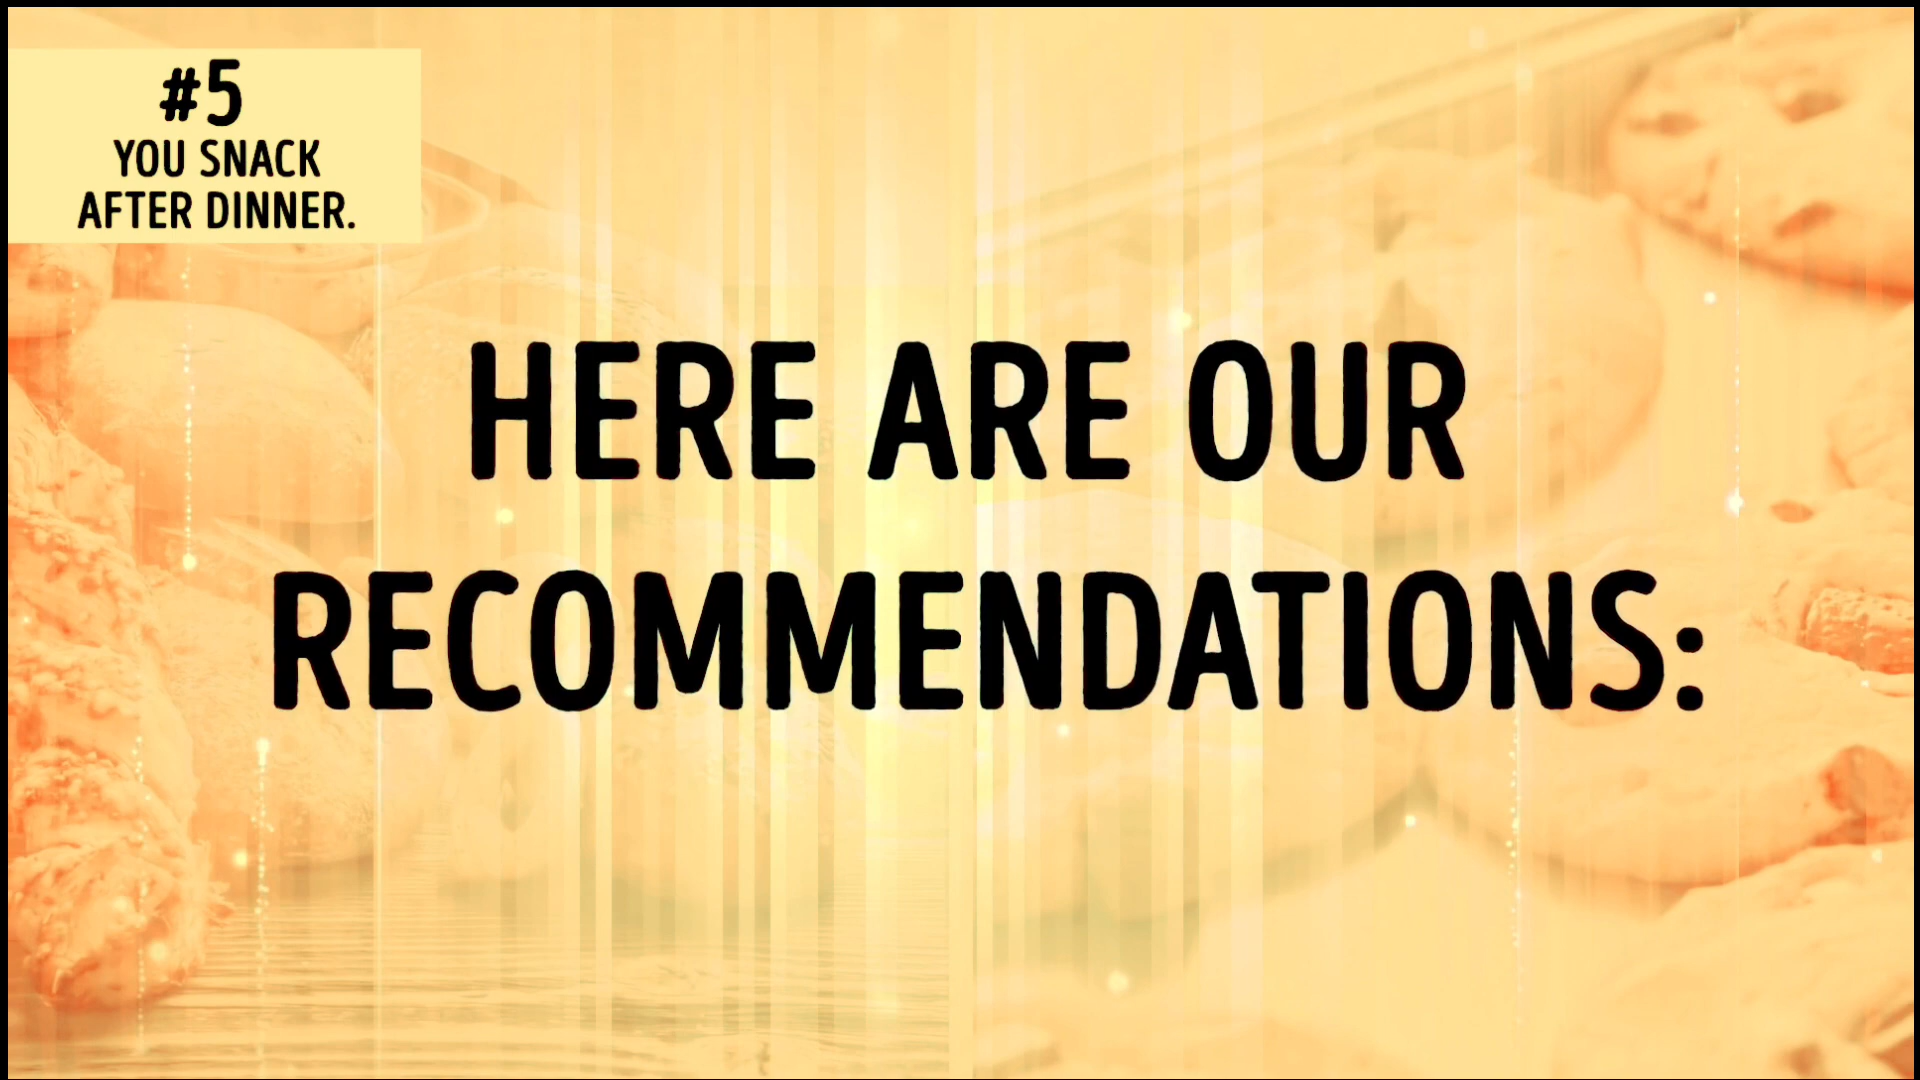 #5
YOU SNACK
AFTER DINNER.
HERE ARE OUR
RECOMMENDATIONS: